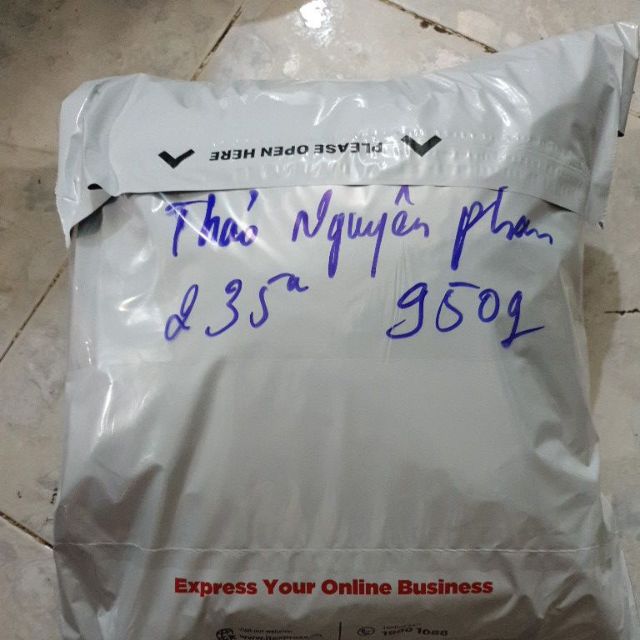 PLEASE OPEN HERE
Thảo Nguyên phan
235a 950g
Express Your Online Business